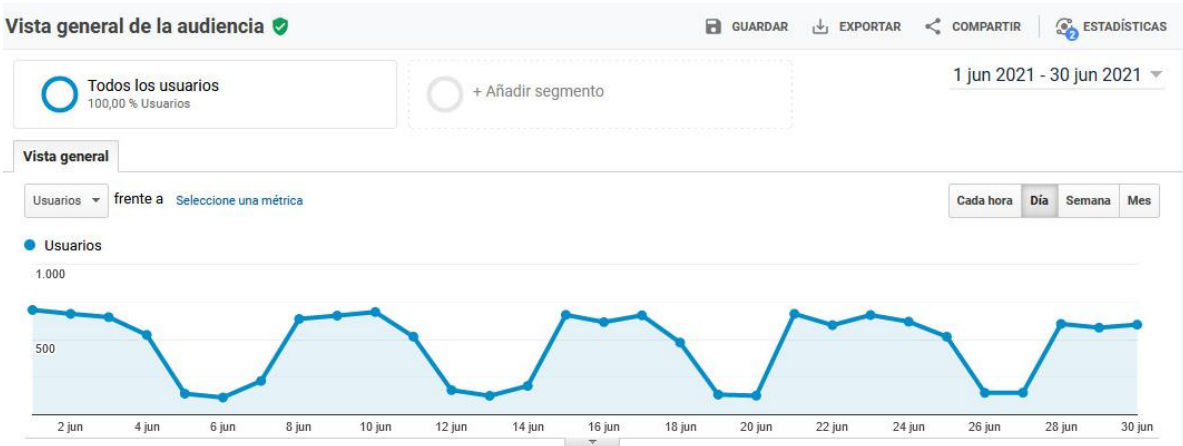 Vista general de la audiencia
GUARDAR EXPORTAR COMPARTIR 2 ESTADÍSTICAS
Todos los usuarios
100,00 % Usuarios
+ Añadir segmento
1 jun 2021 - 30 jun 2021
Vista general
Usuarios frente a Seleccione una métrica
Cada hora Día Semana Mes
Usuarios
1.000
500
2 jun 4 jun 6 jun 8 jun 10 jun 12 jun 14 jun 16 jun 18 jun 20 jun 22 jun 24 jun 26 jun 28 jun 30 jun